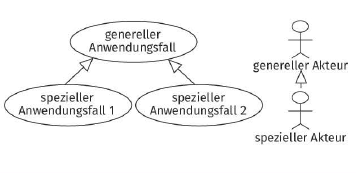 genereller
Anwendungsfall
genereller Akteur
spezieller
Anwendungsfall 1
spezieller
Anwendungsfall 2
spezieller Akteur